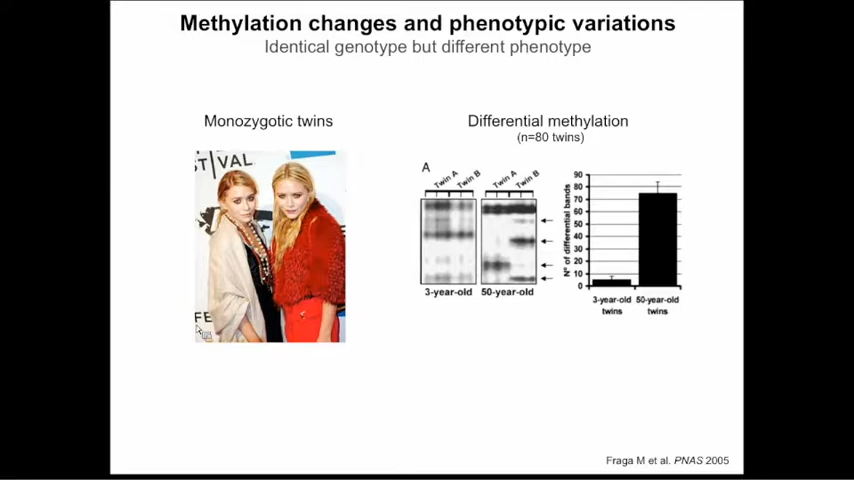 Methylation changes and phenotypic variations
Identical genotype but different phenotype
Monozygotic twins
Differential methylation
(n=80 twins)
STIVAL
FE
A
Twin A
Twin B
Twin A
Twin B
3-year-old
50-year-old
N° of differential bands
90
80
70
60
50
40
30
20
10
0
3-year-old twins
50-year-old twins
Fraga M et al. PNAS 2005